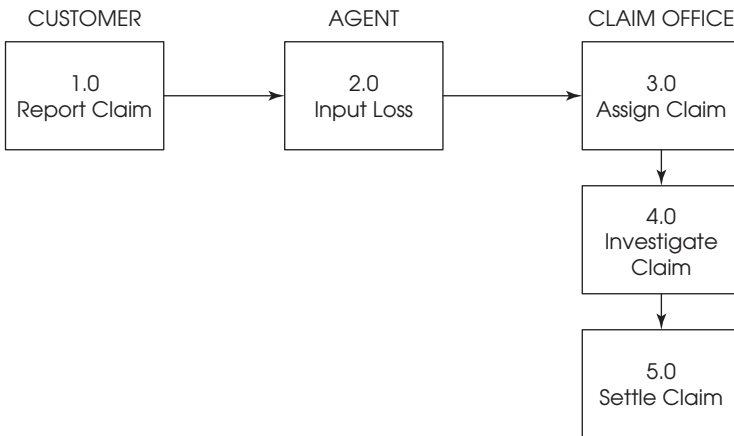 CUSTOMER
AGENT
CLAIM OFFICE
1.0
Report Claim
2.0
Input Loss
3.0
Assign Claim
4.0
Investigate
Claim
5.0
Settle Claim